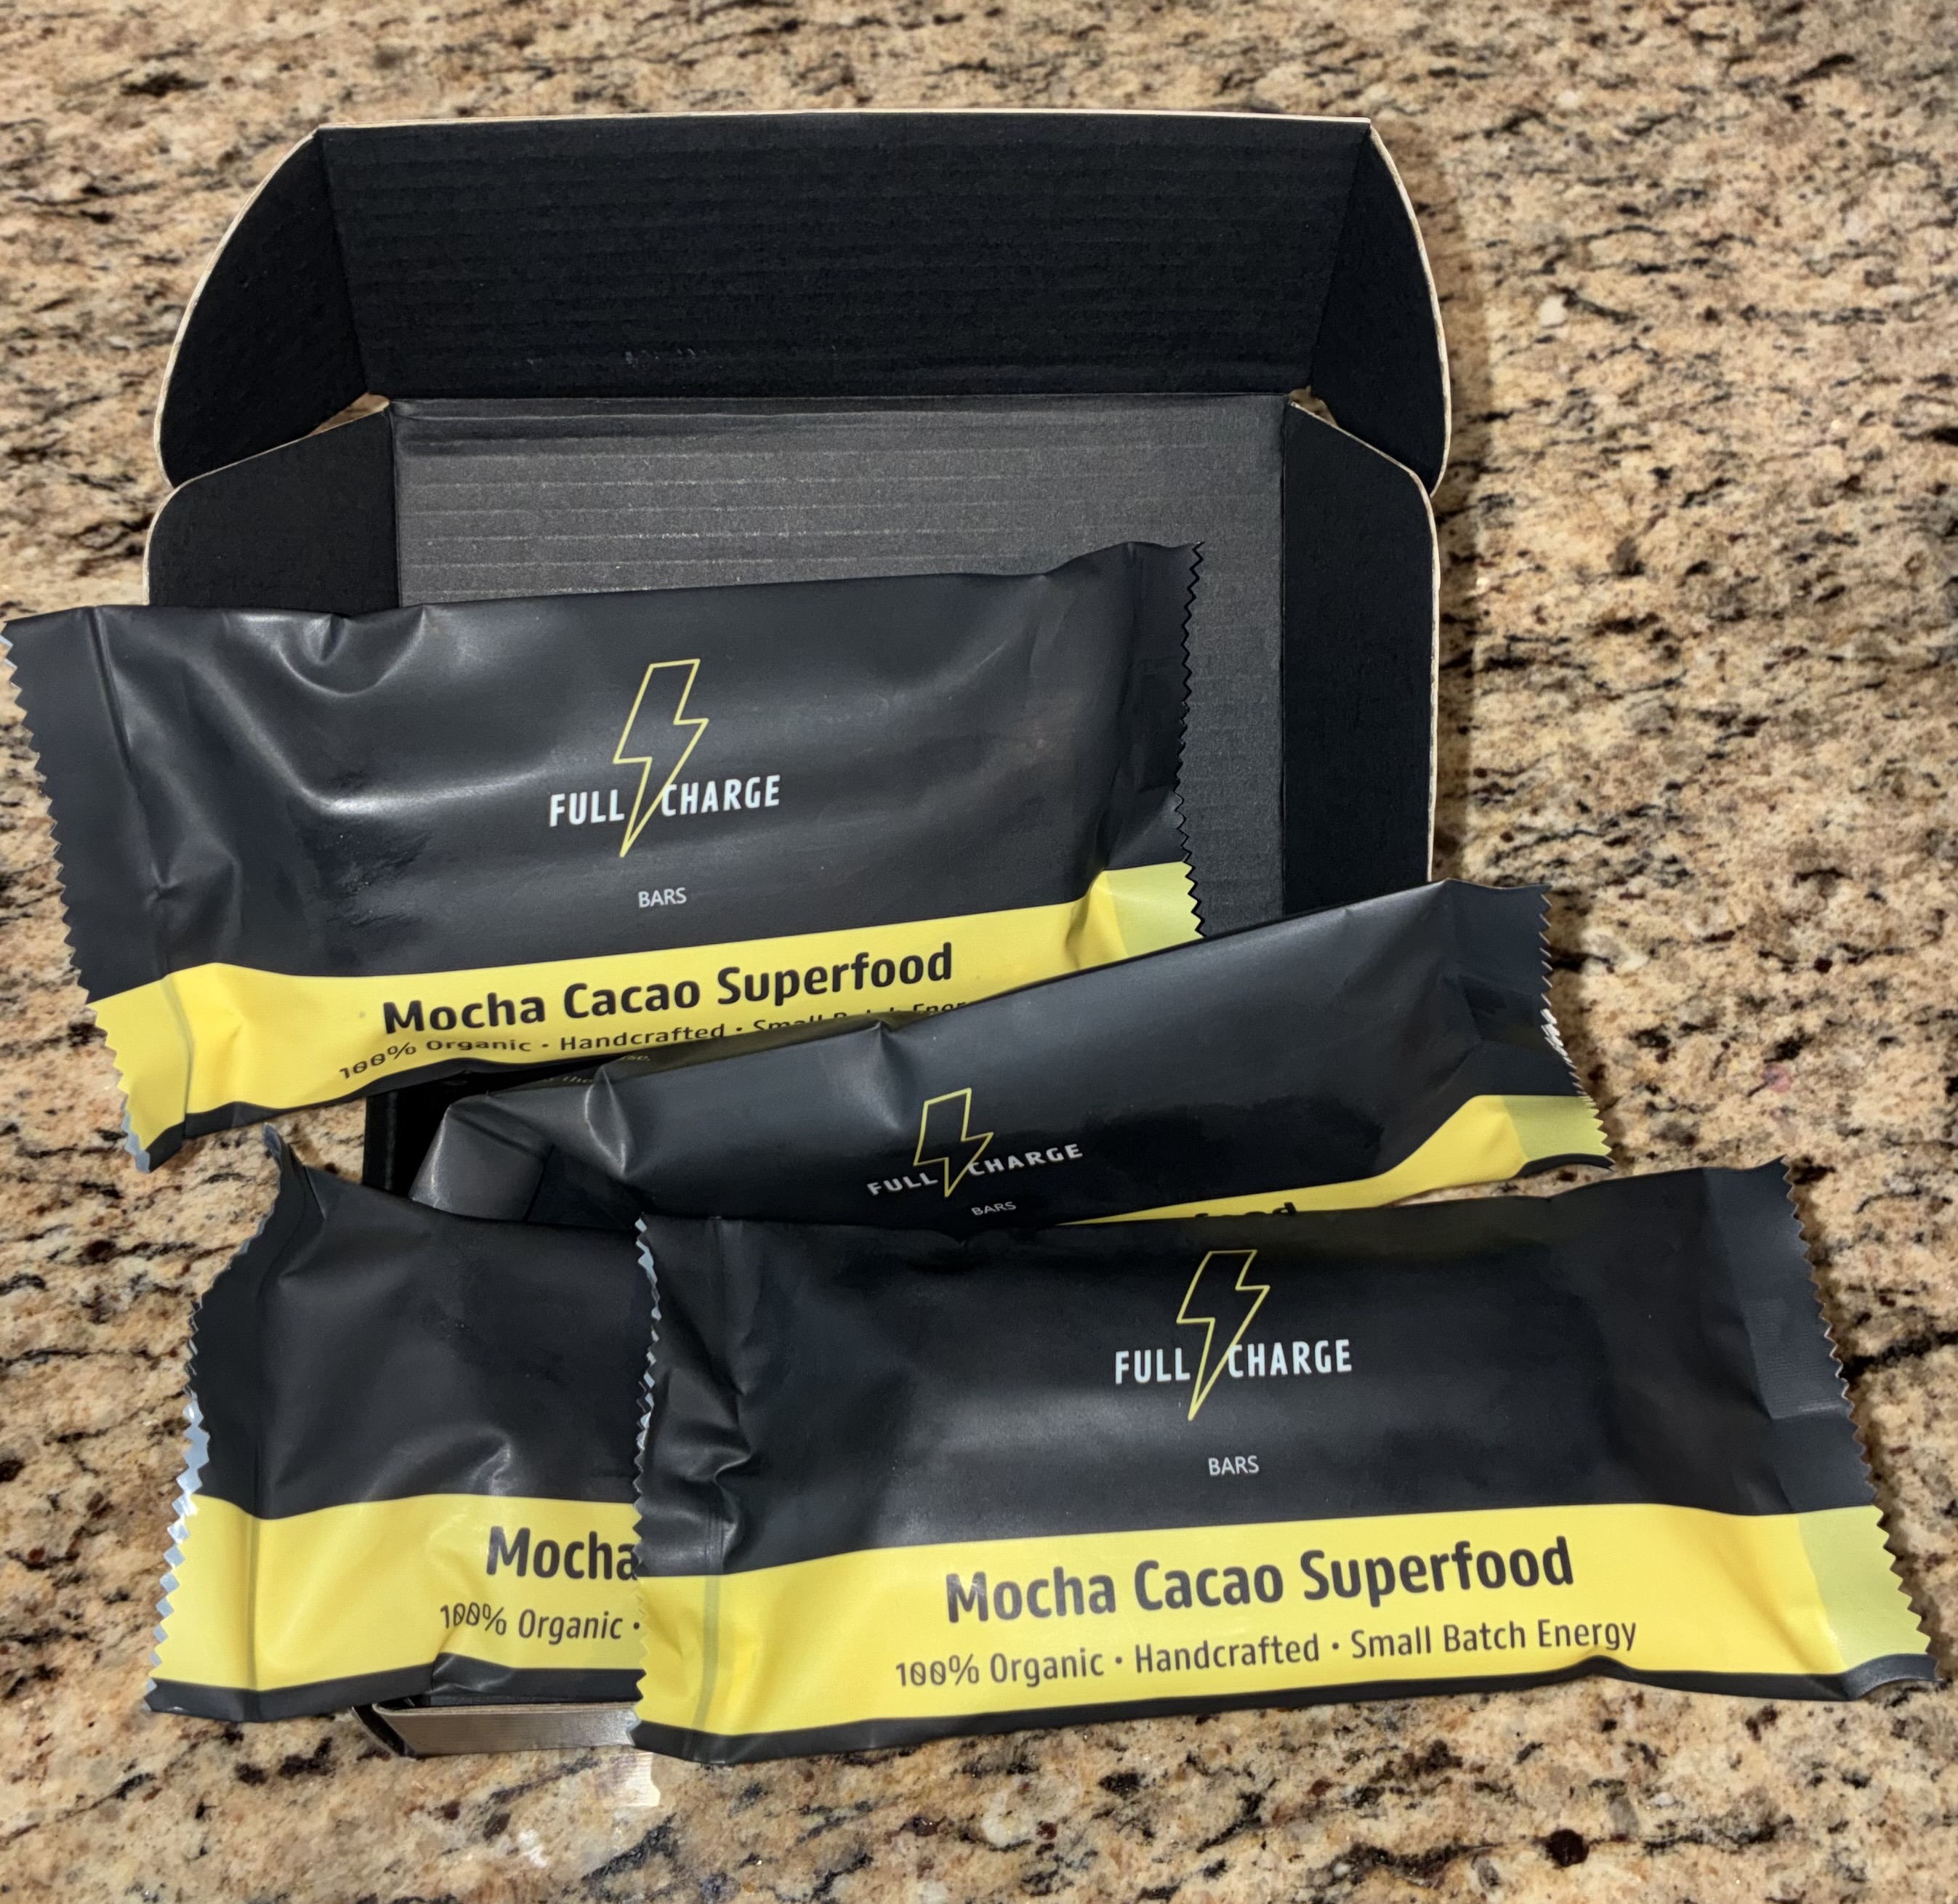 FULL CHARGE
BARS
Mocha Cacao Superfood
100% Organic • Handcrafted • Small Batch
FULL CHARGE
BARS
Mocha
100% Organic •
FULL CHARGE
BARS
Mocha Cacao Superfood
100% Organic • Handcrafted • Small Batch Energy